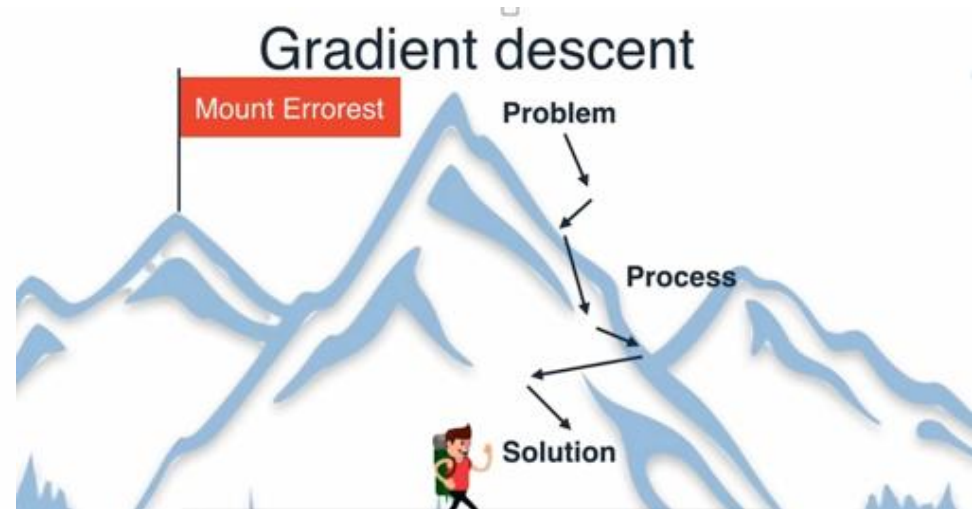 Gradient descent
Mount Errorest
Problem
Process
Solution